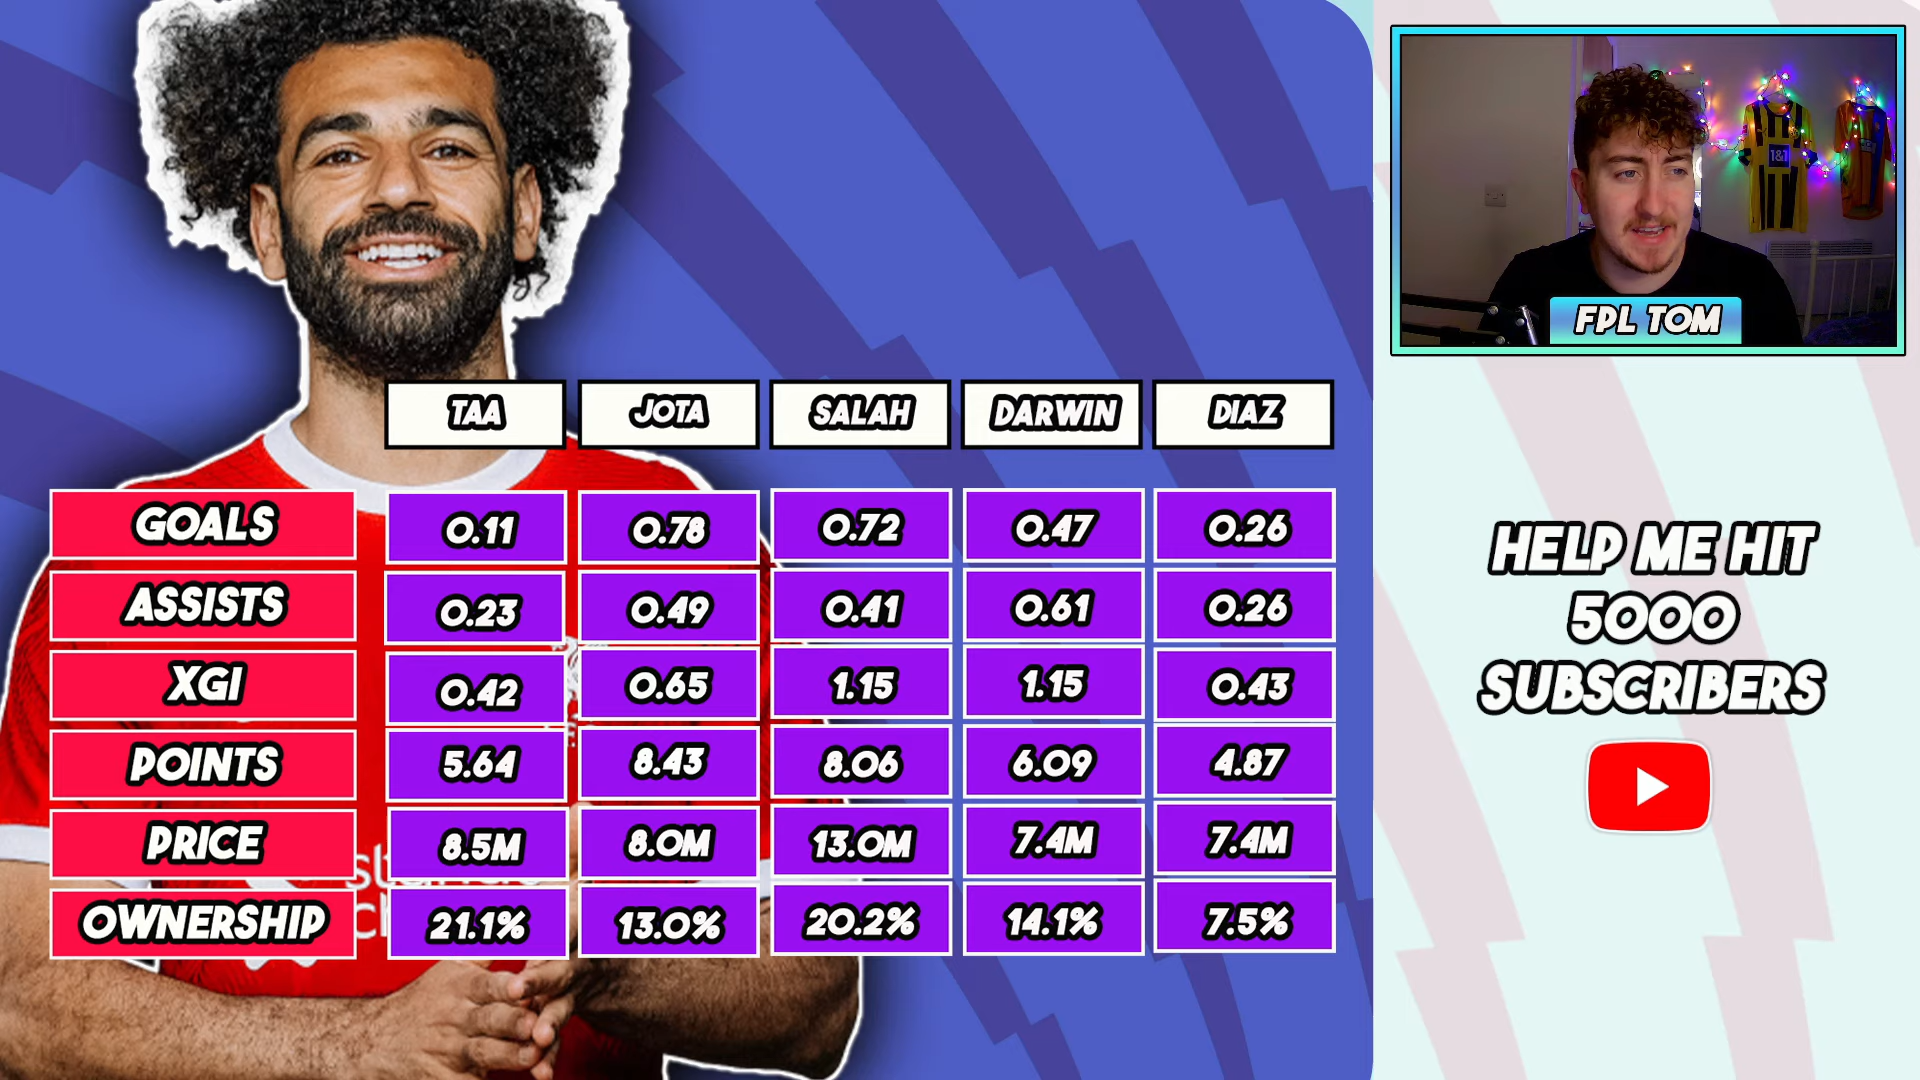 FPL TOM
1&1
TAA JOTA SALAH DARWIN DIAZ
GOALS 0.11 0.78 0.72 0.47 0.26
ASSISTS 0.23 0.49 0.41 0.61 0.26
XGI 0.42 0.65 1.15 1.15 0.43
POINTS 5.64 8.43 8.06 6.09 4.87
PRICE 8.5M 8.0M 13.0M 7.4M 7.4M
OWNERSHIP 21.1% 13.0% 20.2% 14.1% 7.5%
HELP ME HIT
5000
SUBSCRIBERS